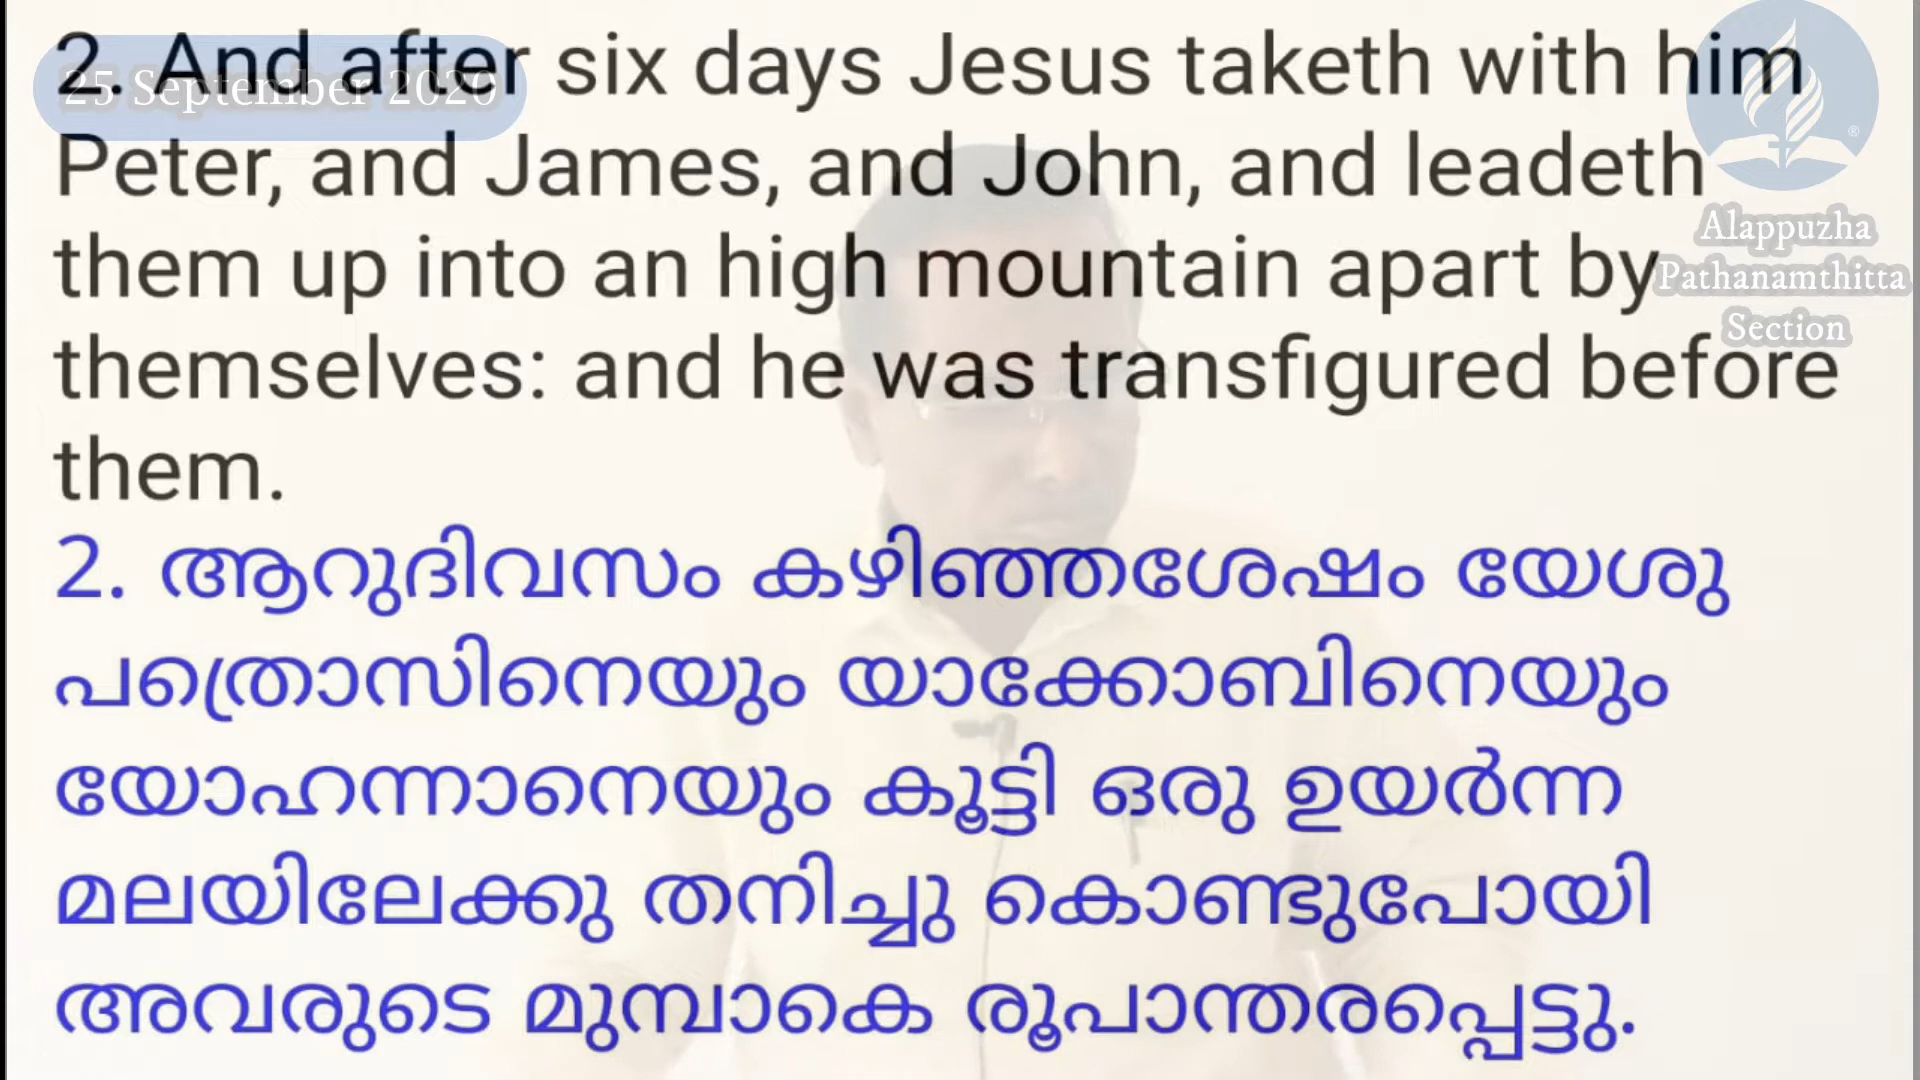 2. And after six days Jesus taketh with him
25 September 2020
Peter, and James, and John, and leadeth
them up into an high mountain apart by
themselves: and he was transfigured before
them.
2. ആറുദിവസം കഴിഞ്ഞശേഷം യേശു
പത്രൊസിനെയും യാക്കോബിനെയും
യോഹന്നാനെയും കൂട്ടി ഒരു ഉയർന്ന
മലയിലേക്കു തനിച്ചു കൊണ്ടുപോയി
അവരുടെ മുമ്പാകെ രൂപാന്തരപ്പെട്ടു.
®
Alappuzha
Pathanamthitta
Section